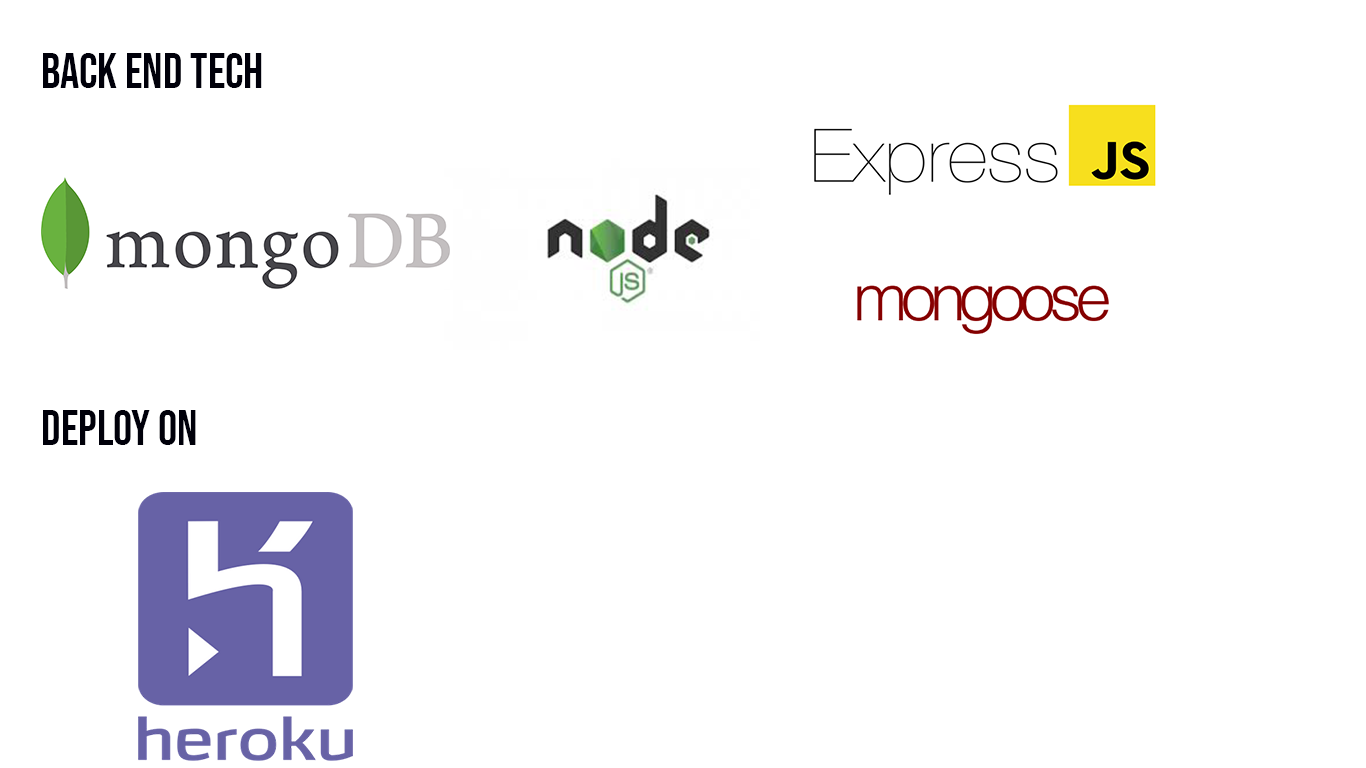 BACK END TECH
mongoDB
node
JS
®
Express JS
mongoose
DEPLOY ON
heroku